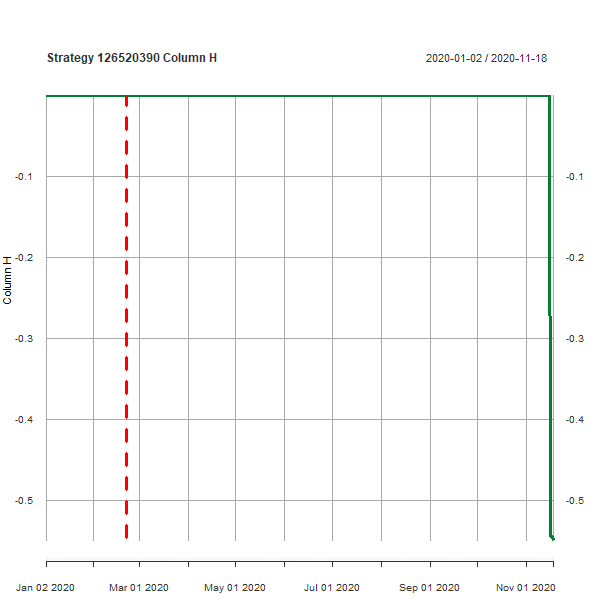 Strategy 126520390 Column H
2020-01-02 / 2020-11-18
-0.1 -0.1
-0.2 -0.2
Column H
-0.3 -0.3
-0.4 -0.4
-0.5 -0.5
Jan 02 2020 Mar 01 2020 May 01 2020 Jul 01 2020 Sep 01 2020 Nov 01 2020